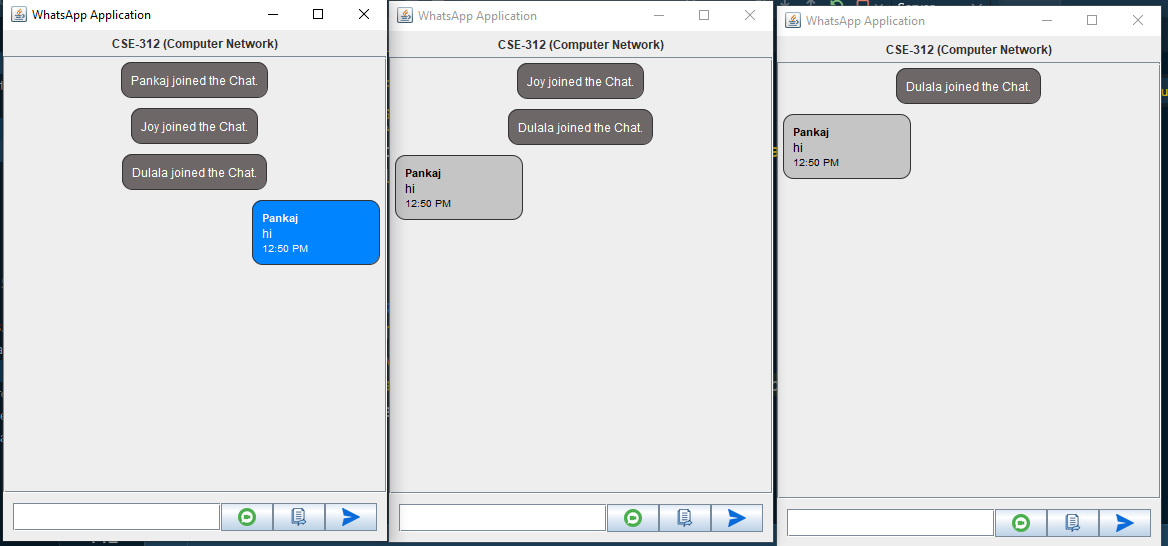 WhatsApp Application
CSE-312 (Computer Network)
Pankaj joined the Chat.
Joy joined the Chat.
Dulala joined the Chat.
Pankaj
hi
12:50 PM
WhatsApp Application
CSE-312 (Computer Network)
Joy joined the Chat.
Dulala joined the Chat.
Pankaj
hi
12:50 PM
WhatsApp Application
CSE-312 (Computer Network)
Dulala joined the Chat.
Pankaj
hi
12:50 PM